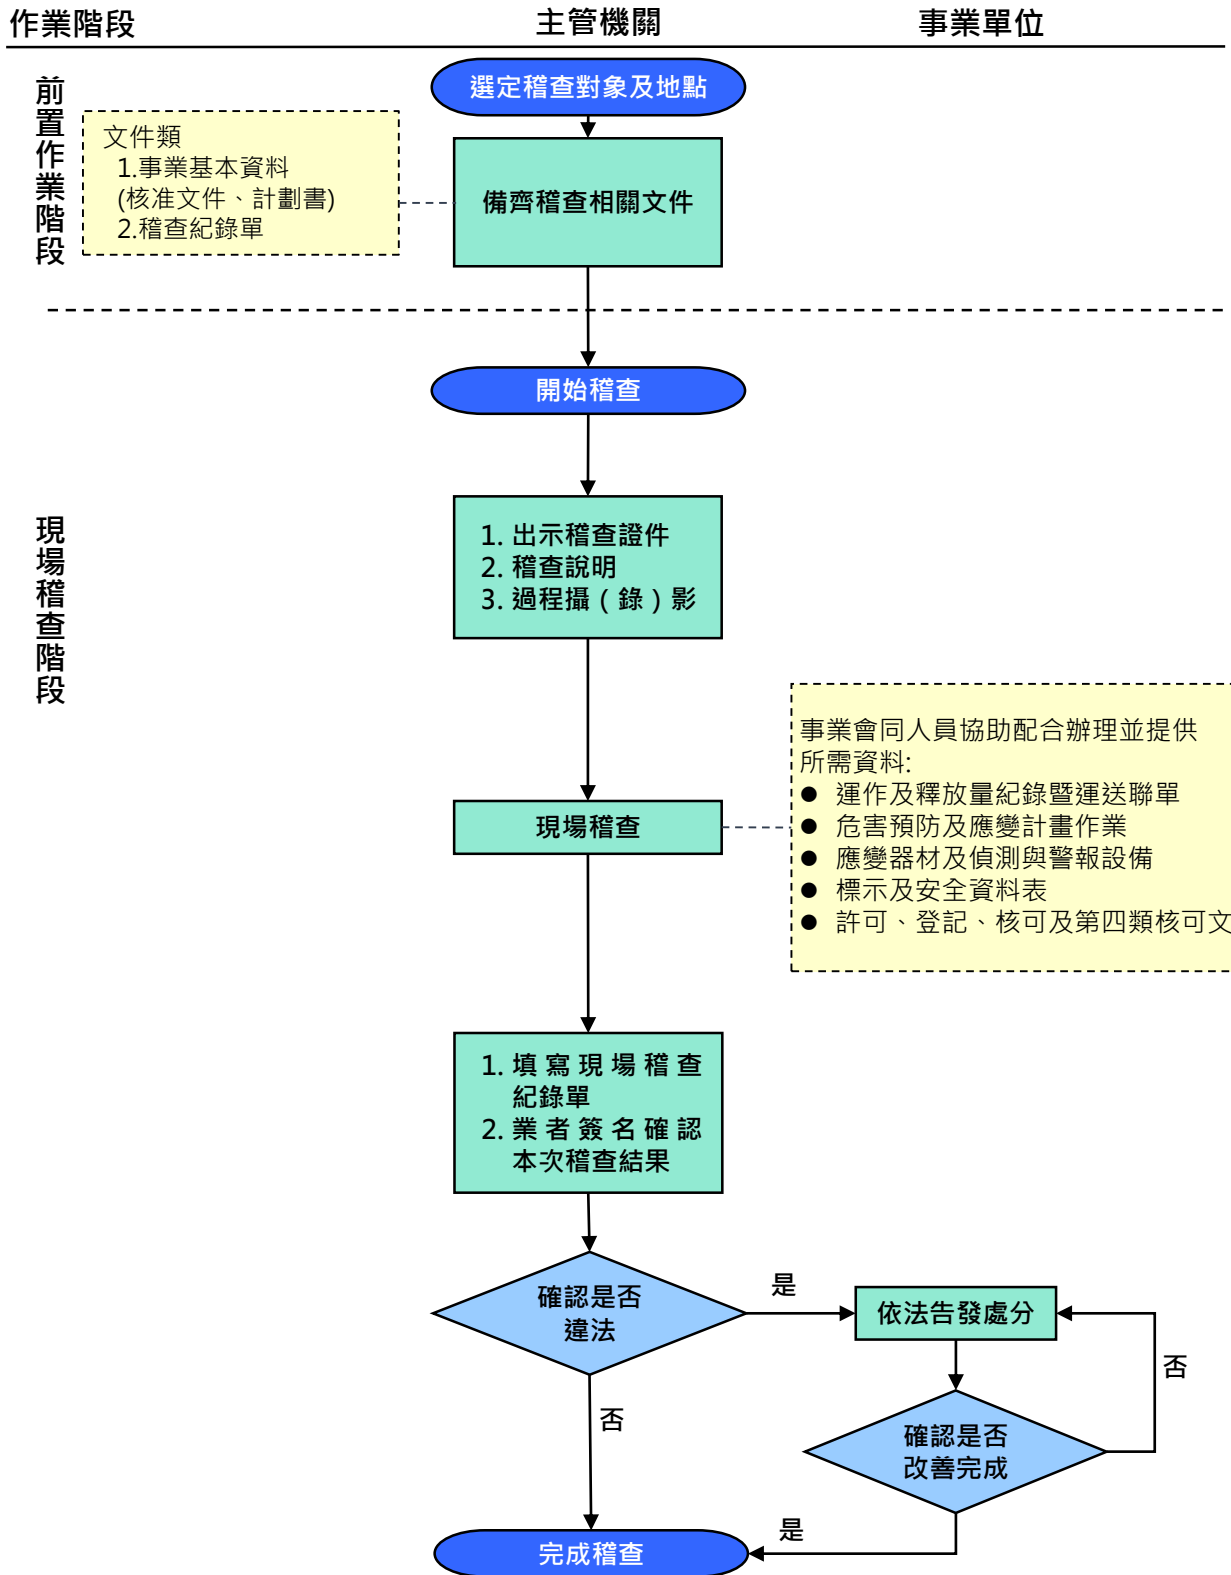 作業階段
主管機關
事業單位
前置作業階段
選定稽查對象及地點
文件類
1.事業基本資料
(核准文件、計劃書)
2.稽查紀錄單
備齊稽查相關文件
現場稽查階段
開始稽查
1. 出示稽查證件
2. 稽查說明
3. 過程攝（錄）影
事業會同人員協助配合辦理並提供
所需資料:
● 運作及釋放量紀錄暨運送聯單
● 危害預防及應變計畫作業
● 應變器材及偵測與警報設備
● 標示及安全資料表
● 許可、登記、核可及第四類核可文
現場稽查
1. 填寫現場稽查
紀錄單
2. 業者簽名確認
本次稽查結果
確認是否
違法
是
依法告發處分
否
否
確認是否
改善完成
是
完成稽查